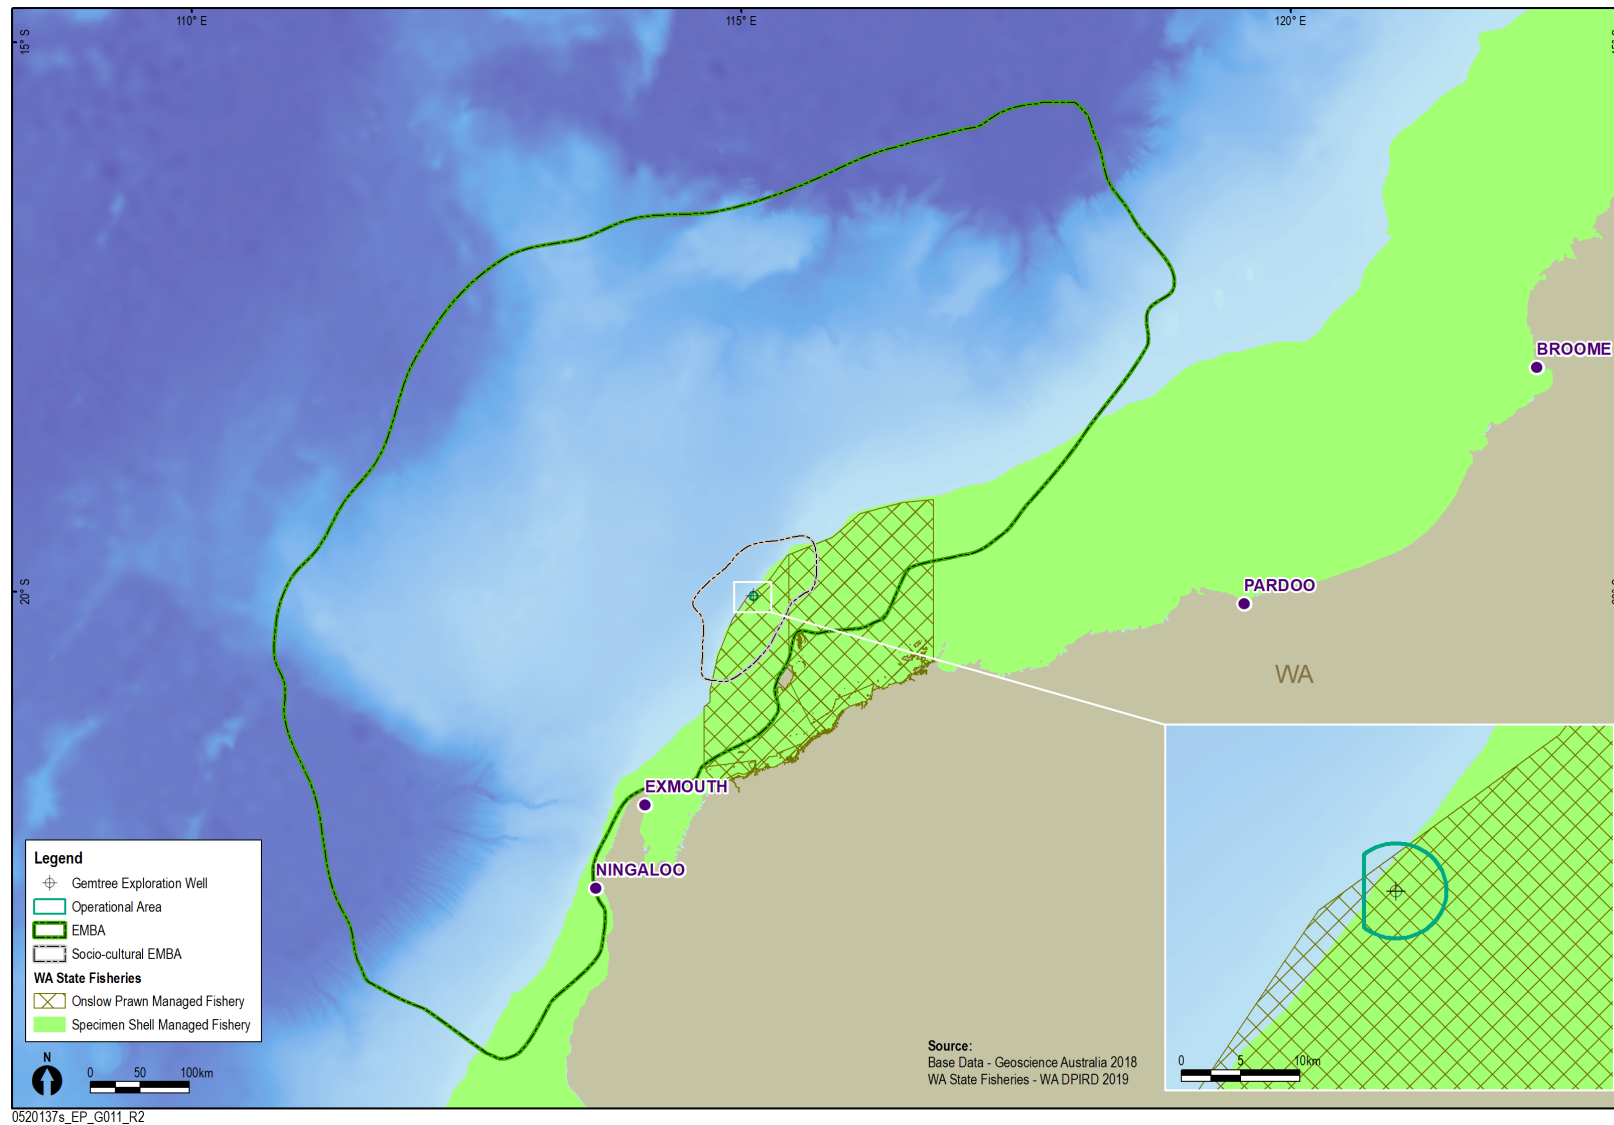 110° E
115° E
120° E
15° S
20° S
BROOME
PARDOO
WA
EXMOUTH
NINGALOO
Legend
Gemtree Exploration Well
Operational Area
EMBA
Socio-cultural EMBA
WA State Fisheries
Onslow Prawn Managed Fishery
Specimen Shell Managed Fishery
N
0 50 100km
Source:
Base Data - Geoscience Australia 2018
WA State Fisheries - WA DPIRD 2019
0 5 10km
0520137s_EP_G011_R2